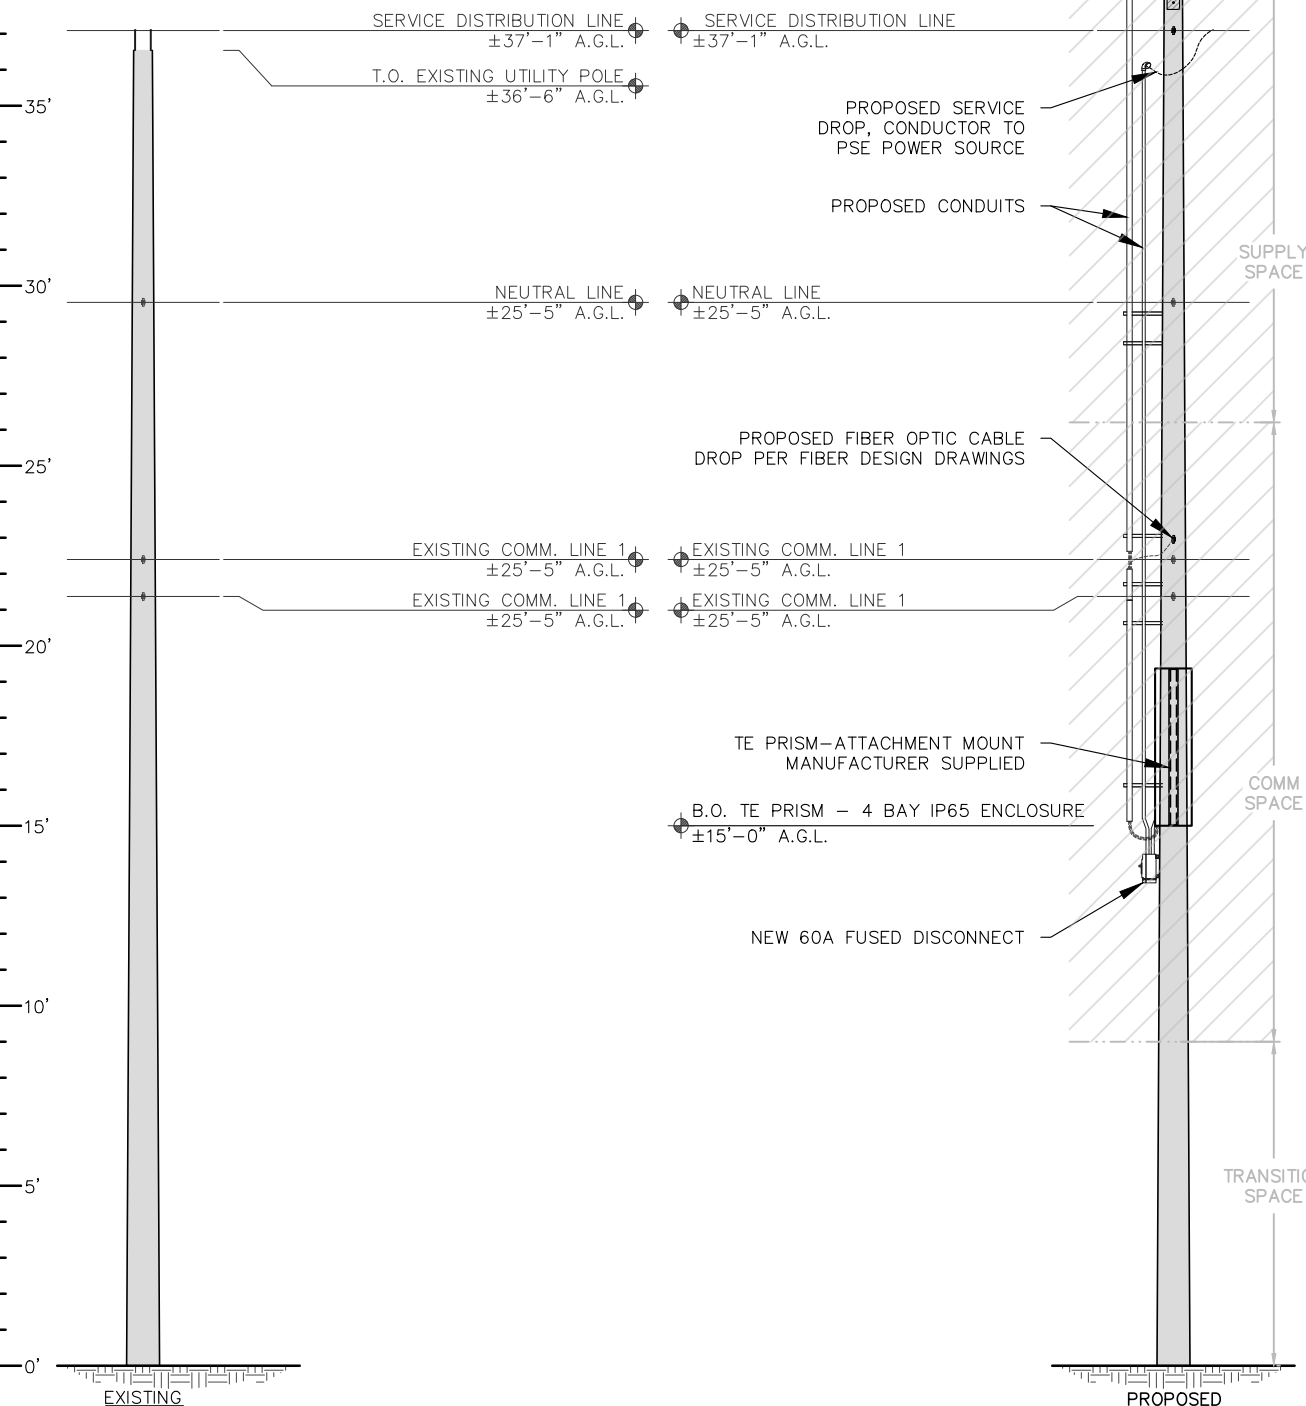 SERVICE DISTRIBUTION LINE
±37'-1" A.G.L.
T.O. EXISTING UTILITY POLE
±36'-6" A.G.L.
SERVICE DISTRIBUTION LINE
±37'-1" A.G.L.
35'
PROPOSED SERVICE
DROP, CONDUCTOR TO
PSE POWER SOURCE
PROPOSED CONDUITS
SUPPLY
SPACE
30'
NEUTRAL LINE
±25'-5" A.G.L.
NEUTRAL LINE
±25'-5" A.G.L.
PROPOSED FIBER OPTIC CABLE
DROP PER FIBER DESIGN DRAWINGS
25'
EXISTING COMM. LINE 1
±25'-5" A.G.L.
EXISTING COMM. LINE 1
±25'-5" A.G.L.
EXISTING COMM. LINE 1
±25'-5" A.G.L.
EXISTING COMM. LINE 1
±25'-5" A.G.L.
20'
TE PRISM-ATTACHMENT MOUNT
MANUFACTURER SUPPLIED
COMM
SPACE
B.O. TE PRISM - 4 BAY IP65 ENCLOSURE
±15'-0" A.G.L.
15'
NEW 60A FUSED DISCONNECT
10'
5'
TRANSITIO
SPACE
0'
EXISTING
PROPOSED